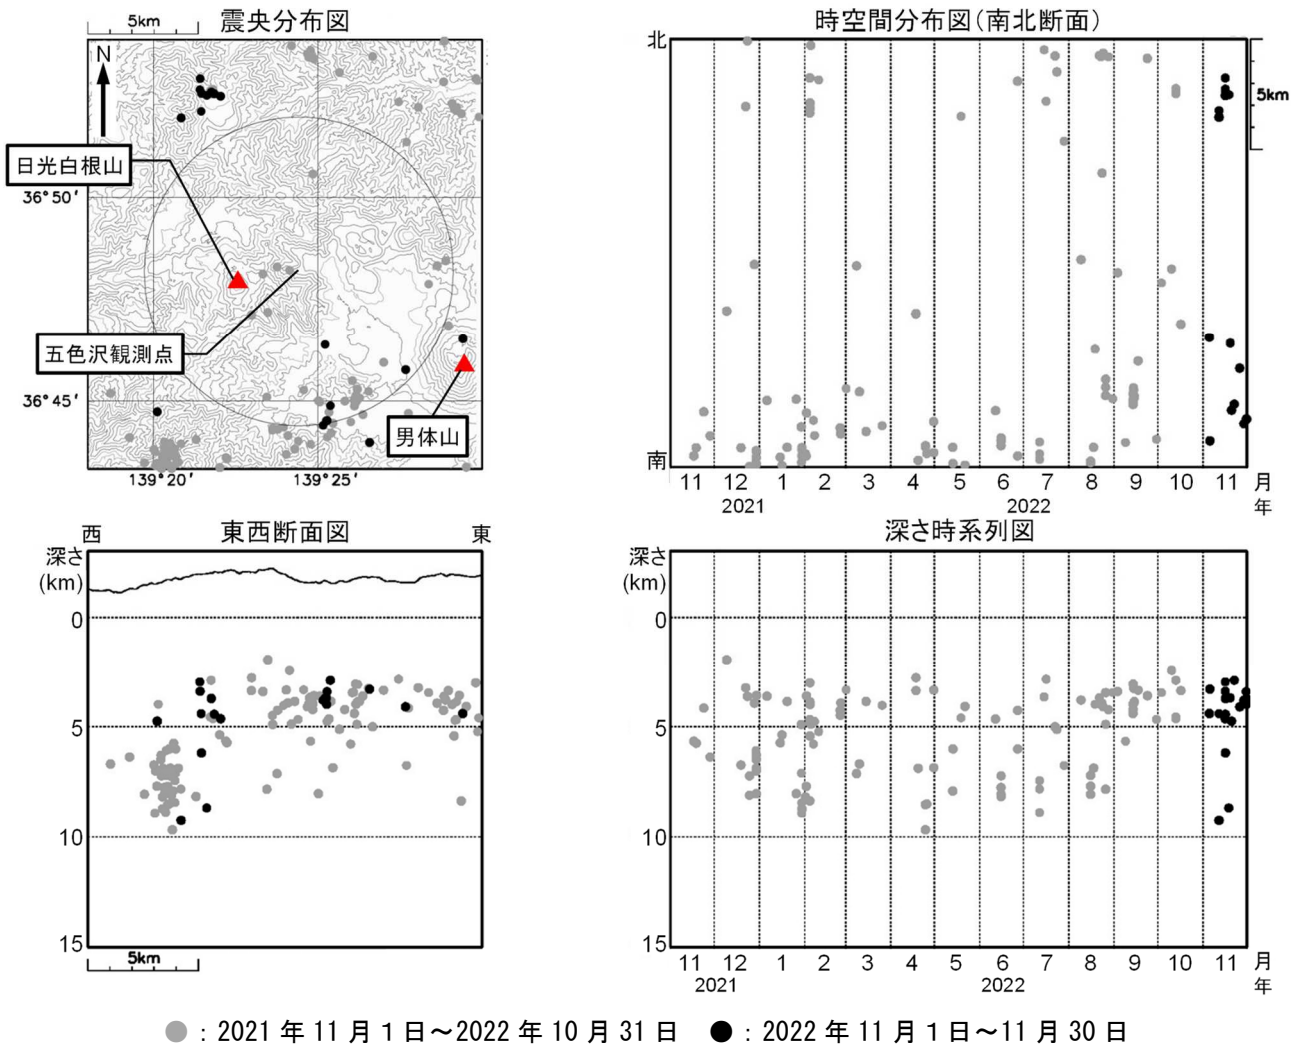 震央分布図
5km
N
日光白根山
36°50′
五色沢観測点
36°45′
男体山
139°20′
139°25′
時空間分布図(南北断面)
北
5km
南
11 12 1 2 3 4 5 6 7 8 9 10 11 月
2021 2022 年
東西断面図
西
東
深さ
(km)
0
5
10
15
5km
深さ時系列図
深さ
(km)
0
5
10
15
11 12 1 2 3 4 5 6 7 8 9 10 11 月
2021 2022 年
●:2021年11月1日~2022年10月31日 ●:2022年11月1日~11月30日